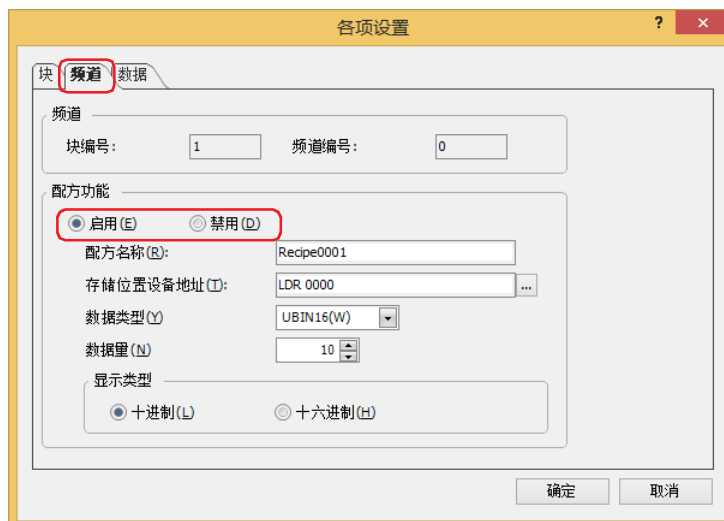 各项设置
? ×
块 频道 数据
频道
块编号: 1 频道编号: 0
配方功能
启用(E) 禁用(D)
配方名称(R): Recipe0001
存储位置设备地址(T): LDR 0000 ...
数据类型(Y) UBIN16(W)
数据量(N) 10
显示类型
十进制(L) 十六进制(H)
确定 取消